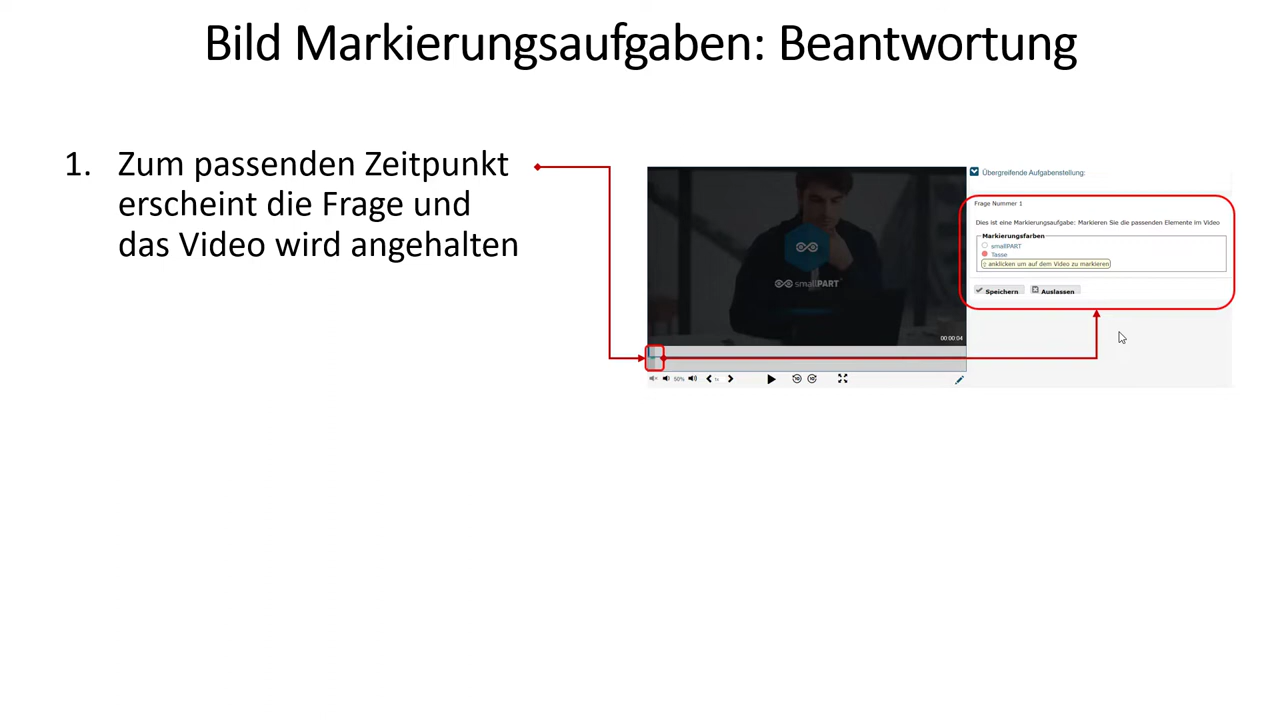 Bild Markierungsaufgaben: Beantwortung
1. Zum passenden Zeitpunkt
erscheint die Frage und
das Video wird angehalten
Übergreifende Aufgabenstellung:
Frage Nummer 1
Dies ist eine Markierungsaufgabe: Markieren Sie die passenden Elemente im Video
Markierungsfarben
smallPART
Tasse
anklicken um auf dem Video zu markieren
Speichern Auslassen
smallPART
00:00:04
50% 1x